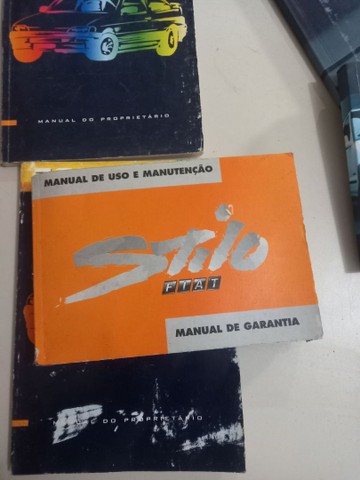 MANUAL DO PROPRIETÁRIO
MANUAL DE USO E MANUTENÇÃO
Stilo
FIAT
MANUAL DE GARANTIA
DO PROPRIETÁRIO